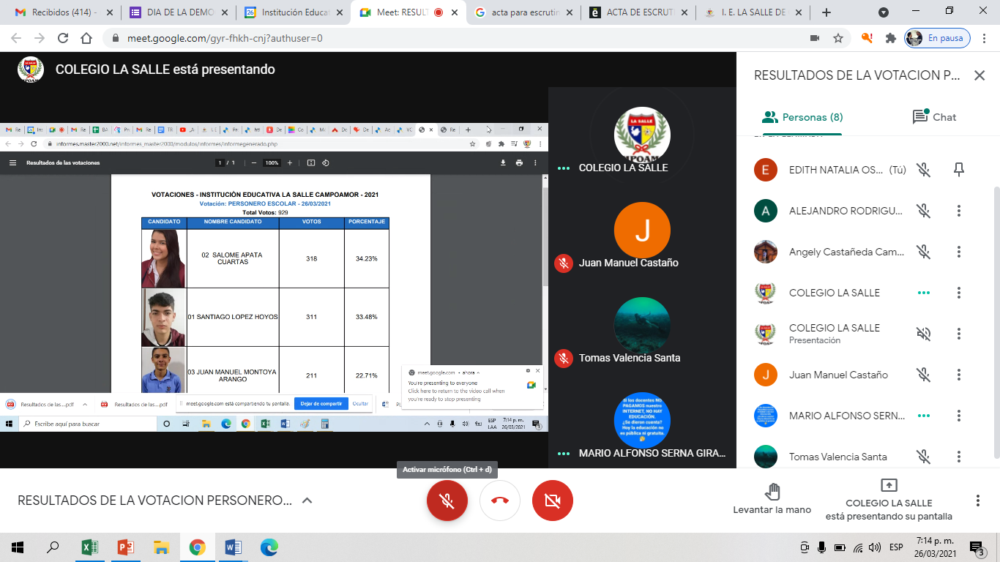 Recibidos (414) -
DIA DE LA DEMO
Institución Educat
Meet: RESULT
acta para escrutin
ACTA DE ESCRUT
I. E. LA SALLE DE
meet.google.com/gyr-fhkh-cnj?authuser=0
En pausa
COLEGIO LA SALLE está presentando
informes.master2000.net/informes_master2000/modulos/informes/informegenerado.php
Resultados de las votaciones
1 / 1
100%
VOTACIONES - INSTITUCIÓN EDUCATIVA LA SALLE CAMPOAMOR - 2021
Votación: PERSONERO ESCOLAR - 26/03/2021
Total Votos: 929
CANDIDATO NOMBRE CANDIDATO VOTOS PORCENTAJE
02 SALOME APATA
CUARTAS
318
34.23%
01 SANTIAGO LOPEZ HOYOS 311 33.48%
03 JUAN MANUEL MONTOYA
ARANGO
211
22.71%
meet.google.com • ahora
You're presenting to everyone
Click here to return to the video call when
you're ready to stop presenting
Resultados de las....pdf
Resultados de las....pdf
meet.google.com está compartiendo tu pantalla.
Dejar de compartir
Ocultar
Escribe aquí para buscar
ESP
LAA
7:14 p. m.
26/03/2021
LA SALLE
COLEGIO LA SALLE
J
Juan Manuel Castaño
Tomas Valencia Santa
Si los docentes NO
PAGAMOS nuestro
INTERNET, NO HAY
EDUCACIÓN.
¿Se dieron cuenta?
Hoy la educación no
es pública ni gratuita.
MARIO ALFONSO SERNA GIRA...
RESULTADOS DE LA VOTACION P...
Personas (8)
Chat
E
EDITH NATALIA OS... (Tú)
A
ALEJANDRO RODRIGU...
Angely Castañeda Cam...
COLEGIO LA SALLE
COLEGIO LA SALLE
Presentación
J
Juan Manuel Castaño
MARIO ALFONSO SERN...
Tomas Valencia Santa
Activar micrófono (Ctrl + d)
RESULTADOS DE LA VOTACION PERSONERO...
Levantar la mano
COLEGIO LA SALLE
está presentando su pantalla
ESP
7:14 p. m.
26/03/2021
3